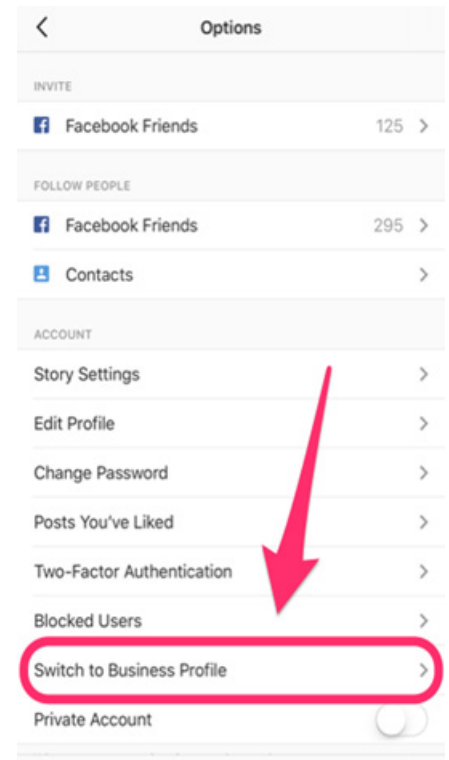 Options
INVITE
Facebook Friends 125
FOLLOW PEOPLE
Facebook Friends 295
Contacts
ACCOUNT
Story Settings
Edit Profile
Change Password
Posts You've Liked
Two-Factor Authentication
Blocked Users
Switch to Business Profile
Private Account